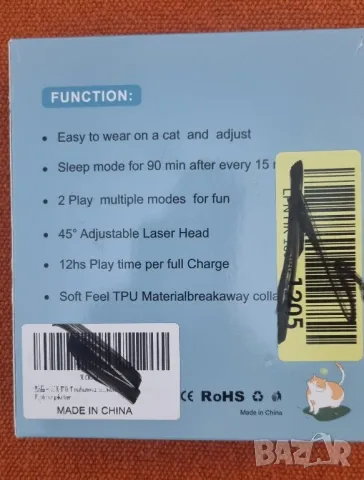 FUNCTION:
Easy to wear on a cat and adjust
Sleep mode for 90 min after every 15
2 Play multiple modes for fun
45° Adjustable Laser Head
12hs Play time per full Charge
Soft Feel TPU Materialbreakaway colla
1205
MADE IN CHINA
CE RoHS
Made in China
BAZAR